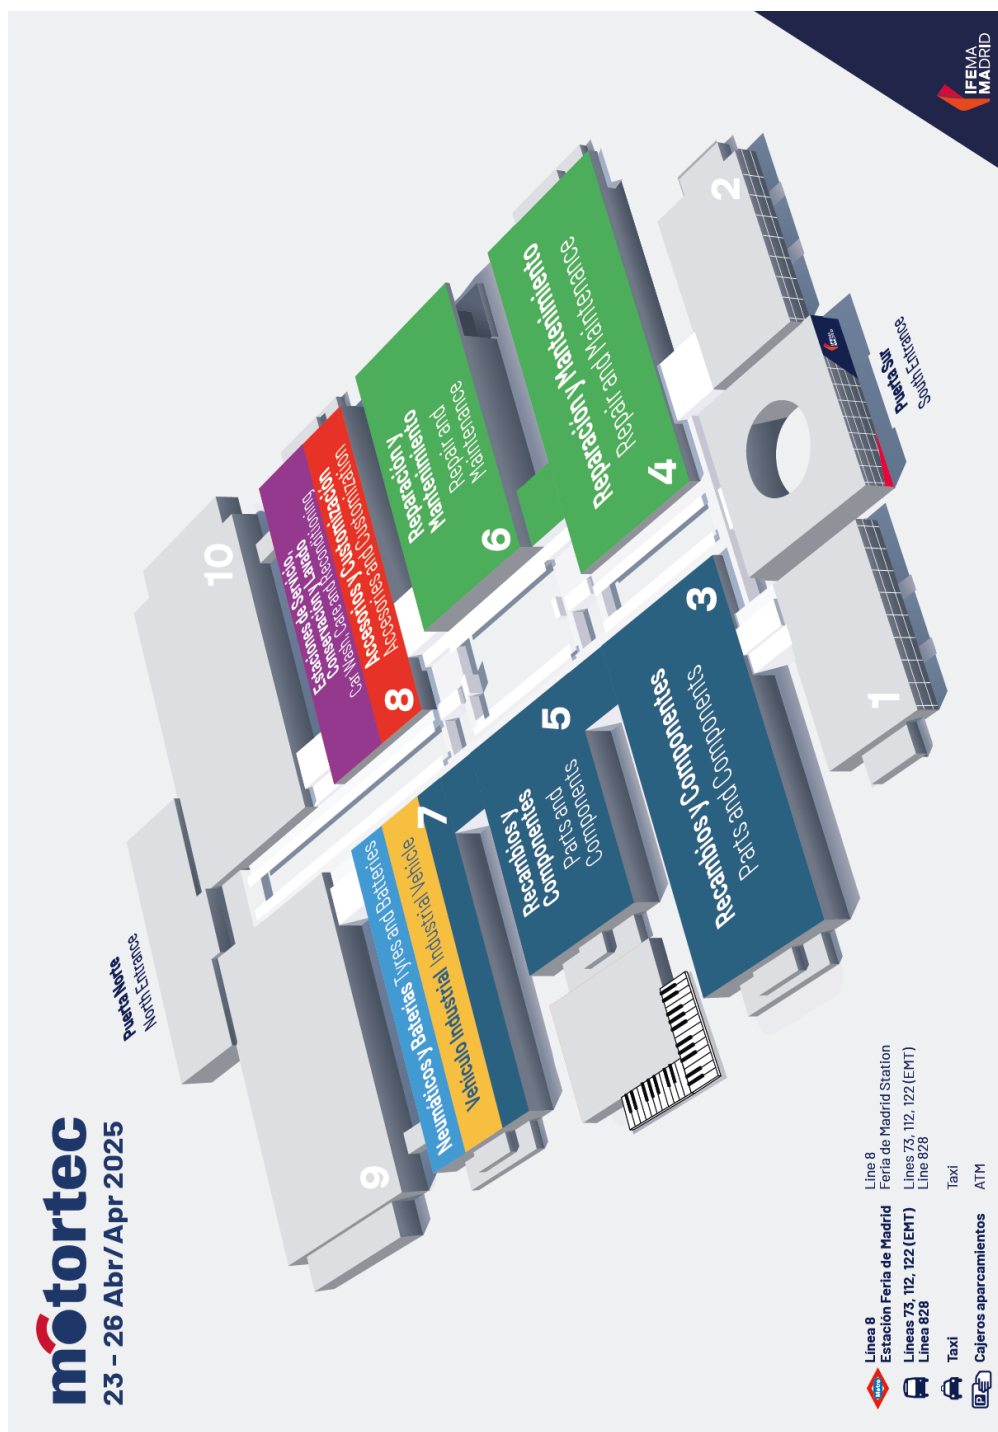 motortec
23 – 26 Abr/Apr 2025
IFEMA
MADRID
Puerta Norte
North Entrance
9
10
Neumáticos y Baterias Tyres and Batteries
Vehículo Industrial Industrial Vehicle
7
Estaciones de Servicio,
Conservación y Lavado
Car Wash, Care and Reconditioning
Accesorios y Customización
Accesories and Customization
8
Recambios y
Componentes
Parts and
Components
5
Reparación y
Mantenimiento
Repair and
Maintenance
6
Recambios y Componentes
Parts and Components
3
Reparacion y Mantenimiento
Repair and Maintenance
4
1
2
Puerta Sur
South Entrance
Metro
Línea 8
Estación Feria de Madrid
Line 8
Feria de Madrid Station
Líneas 73, 112, 122 (EMT)
Línea 828
Lines 73, 112, 122 (EMT)
Line 828
Taxi
Taxi
P
Cajeros aparcamientos
ATM